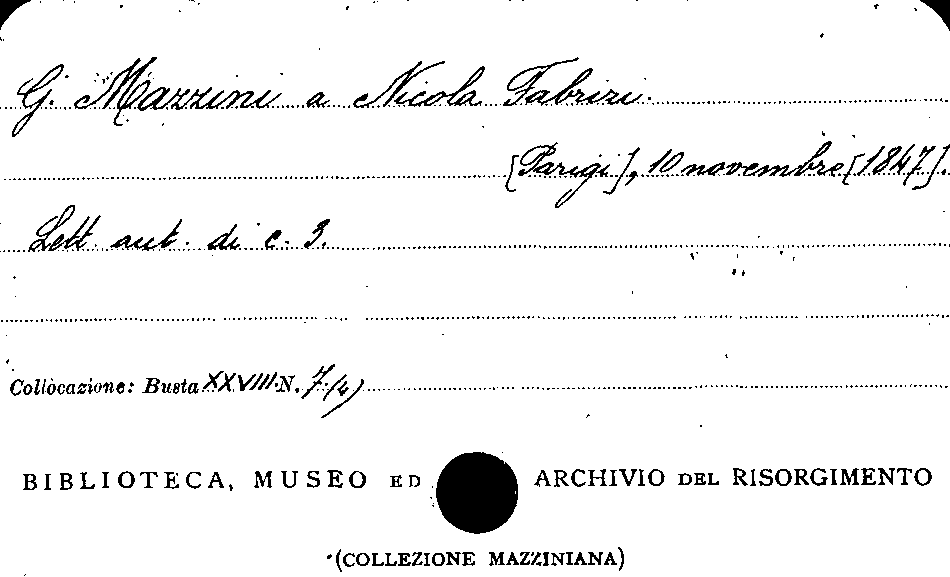 G. Mazzini a Nicola Fabrizi.
[Parigi], 10 novembre [1847].
Lett. aut. di c. 3.
Collocazione: Busta XXVIII N. 7.(4)
BIBLIOTECA, MUSEO ED ARCHIVIO DEL RISORGIMENTO
(COLLEZIONE MAZZINIANA)